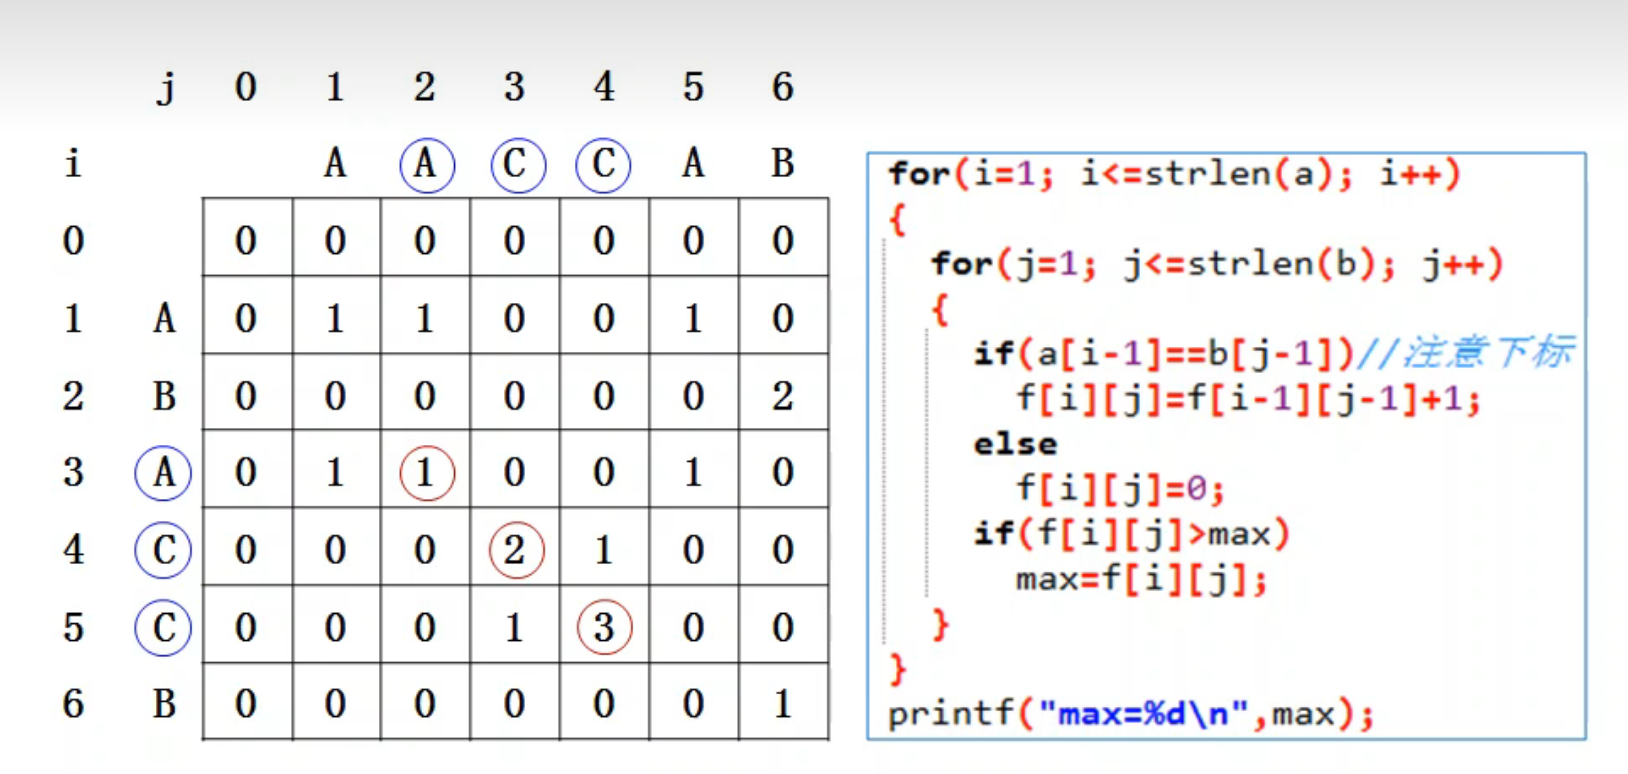 j 0 1 2 3 4 5 6
i A A C C A B
0 0 0 0 0 0 0 0
1 A 0 1 1 0 0 1 0
2 B 0 0 0 0 0 0 2
3 A 0 1 1 0 0 1 0
4 C 0 0 0 2 1 0 0
5 C 0 0 0 1 3 0 0
6 B 0 0 0 0 0 0 1
for(i=1; i<=strlen(a); i++)
{
for(j=1; j<=strlen(b); j++)
{
if(a[i-1]==b[j-1])//注意下标
f[i][j]=f[i-1][j-1]+1;
else
f[i][j]=0;
if(f[i][j]>max)
max=f[i][j];
}
}
printf("max=%d\n",max);